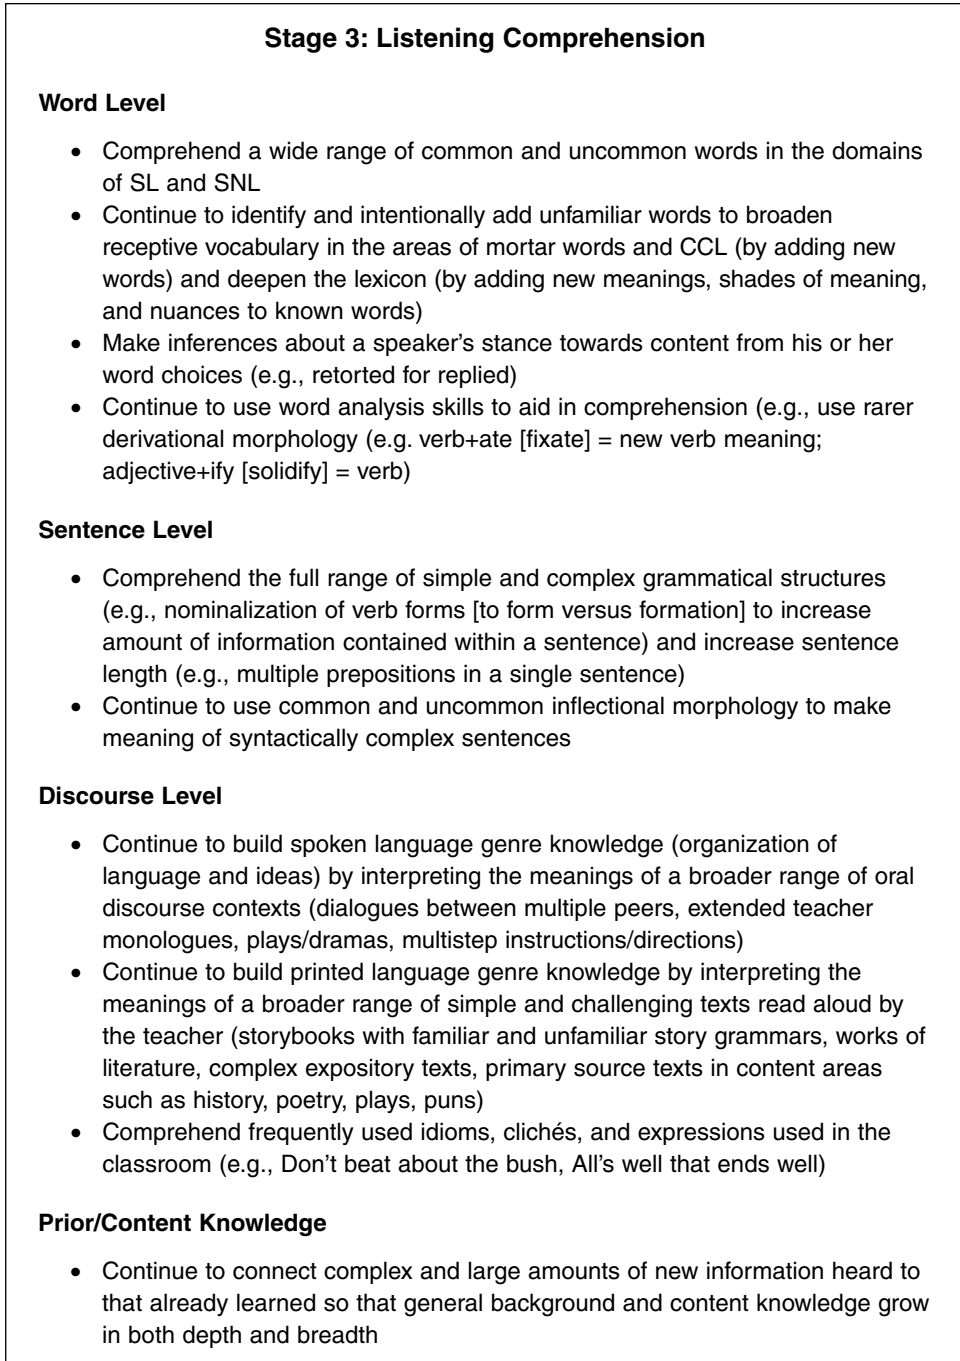 Stage 3: Listening Comprehension
Word Level
• Comprehend a wide range of common and uncommon words in the domains
of SL and SNL
• Continue to identify and intentionally add unfamiliar words to broaden
receptive vocabulary in the areas of mortar words and CCL (by adding new
words) and deepen the lexicon (by adding new meanings, shades of meaning,
and nuances to known words)
• Make inferences about a speaker’s stance towards content from his or her
word choices (e.g., retorted for replied)
• Continue to use word analysis skills to aid in comprehension (e.g., use rarer
derivational morphology (e.g. verb+ate [fixate] = new verb meaning;
adjective+ify [solidify] = verb)
Sentence Level
• Comprehend the full range of simple and complex grammatical structures
(e.g., nominalization of verb forms [to form versus formation] to increase
amount of information contained within a sentence) and increase sentence
length (e.g., multiple prepositions in a single sentence)
• Continue to use common and uncommon inflectional morphology to make
meaning of syntactically complex sentences
Discourse Level
• Continue to build spoken language genre knowledge (organization of
language and ideas) by interpreting the meanings of a broader range of oral
discourse contexts (dialogues between multiple peers, extended teacher
monologues, plays/dramas, multistep instructions/directions)
• Continue to build printed language genre knowledge by interpreting the
meanings of a broader range of simple and challenging texts read aloud by
the teacher (storybooks with familiar and unfamiliar story grammars, works of
literature, complex expository texts, primary source texts in content areas
such as history, poetry, plays, puns)
• Comprehend frequently used idioms, clichés, and expressions used in the
classroom (e.g., Don’t beat about the bush, All’s well that ends well)
Prior/Content Knowledge
• Continue to connect complex and large amounts of new information heard to
that already learned so that general background and content knowledge grow
in both depth and breadth